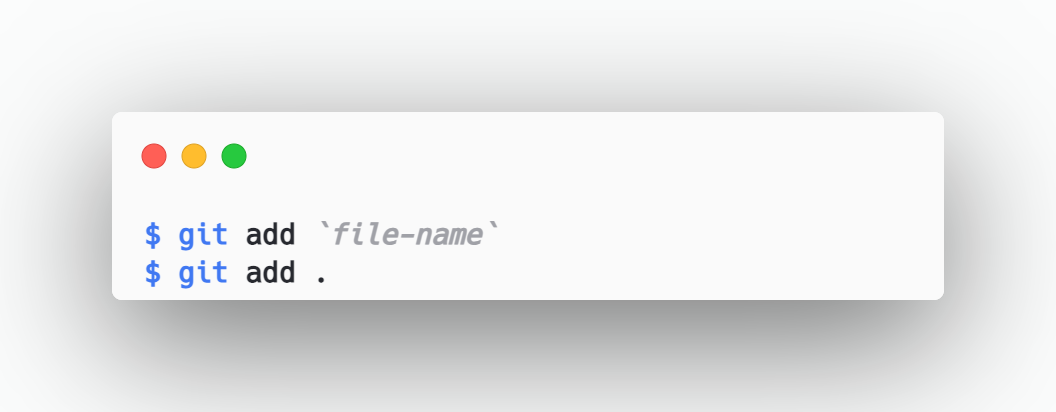 $ git add `file-name`
$ git add .